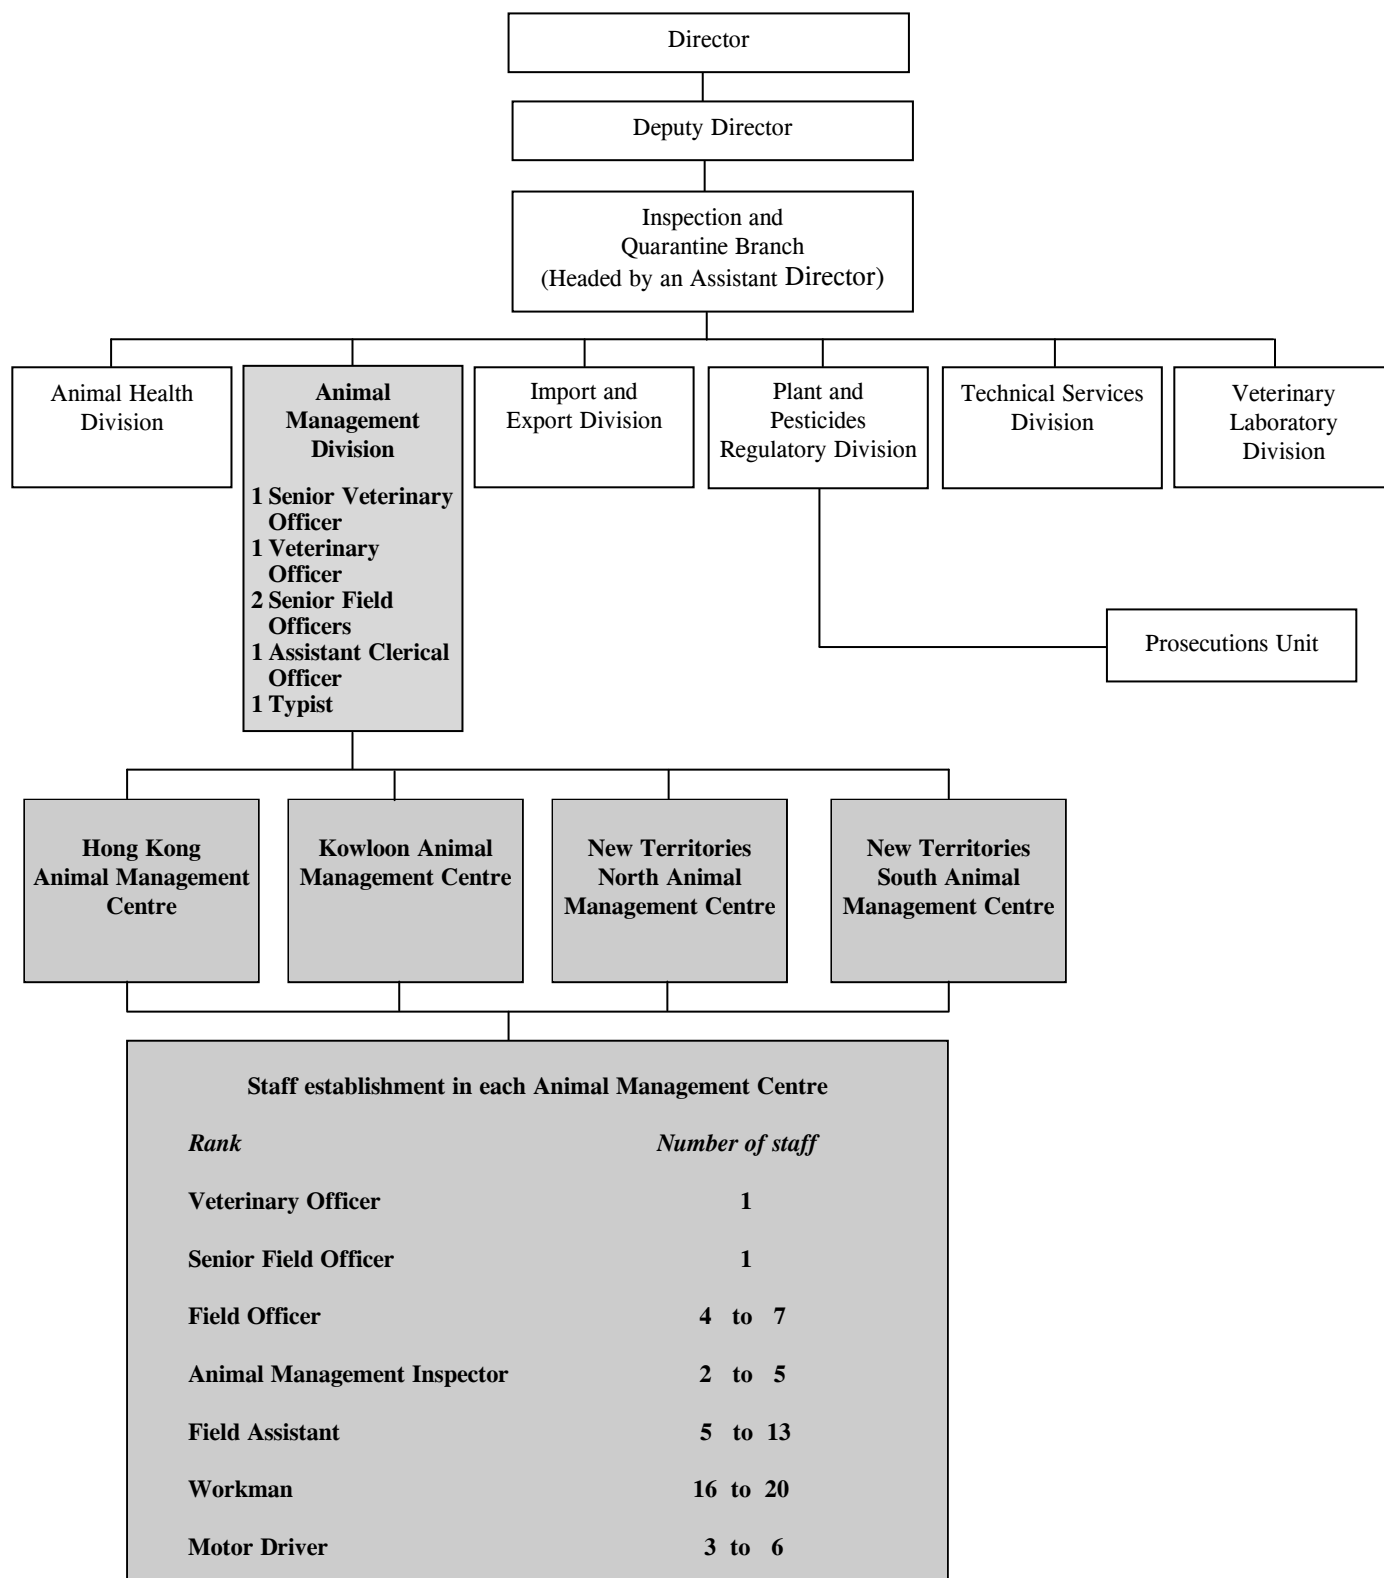 Director
Deputy Director
Inspection and
Quarantine Branch
(Headed by an Assistant Director)
Animal Health
Division
Animal
Management
Division
1 Senior Veterinary
Officer
1 Veterinary
Officer
2 Senior Field
Officers
1 Assistant Clerical
Officer
1 Typist
Import and
Export Division
Plant and
Pesticides
Regulatory Division
Technical Services
Division
Veterinary
Laboratory
Division
Prosecutions Unit
Hong Kong
Animal Management
Centre
Kowloon Animal
Management Centre
New Territories
North Animal
Management Centre
New Territories
South Animal
Management Centre
Staff establishment in each Animal Management Centre
Rank Number of staff
Veterinary Officer 1
Senior Field Officer 1
Field Officer 4 to 7
Animal Management Inspector 2 to 5
Field Assistant 5 to 13
Workman 16 to 20
Motor Driver 3 to 6